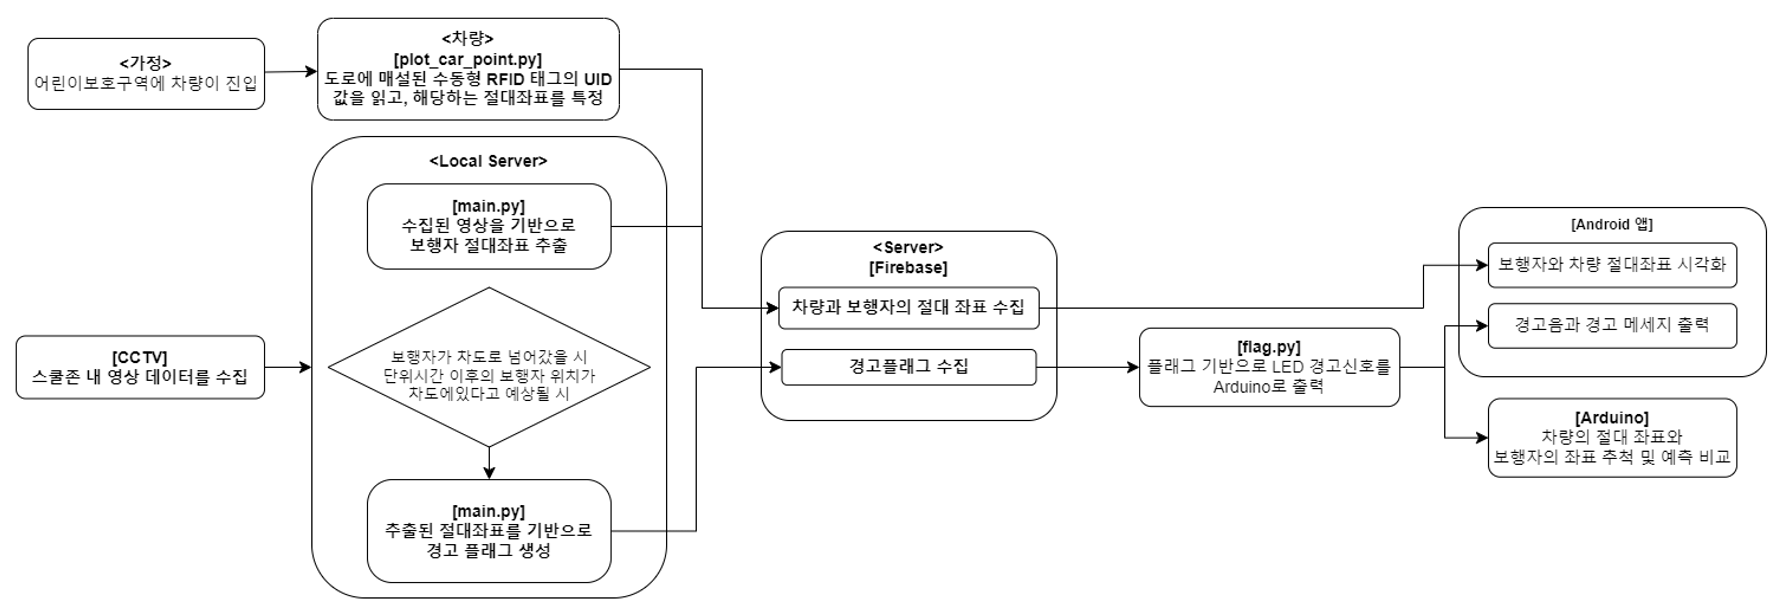 <가정>
어린이보호구역에 차량이 진입
<차량>
[plot_car_point.py]
도로에 매설된 수동형 RFID 태그의 UID
값을 읽고, 해당하는 절대좌표를 특정
<Local Server>
[main.py]
수집된 영상을 기반으로
보행자 절대좌표 추출
[CCTV]
스쿨존 내 영상 데이터를 수집
보행자가 차도로 넘어갔을 시
단위시간 이후의 보행자 위치가
차도에있다고 예상될 시
[main.py]
추출된 절대좌표를 기반으로
경고 플래그 생성
<Server>
[Firebase]
차량과 보행자의 절대 좌표 수집
경고플래그 수집
[flag.py]
플래그 기반으로 LED 경고신호를
Arduino로 출력
[Android 앱]
보행자와 차량 절대좌표 시각화
경고음과 경고 메세지 출력
[Arduino]
차량의 절대 좌표와
보행자의 좌표 추척 및 예측 비교